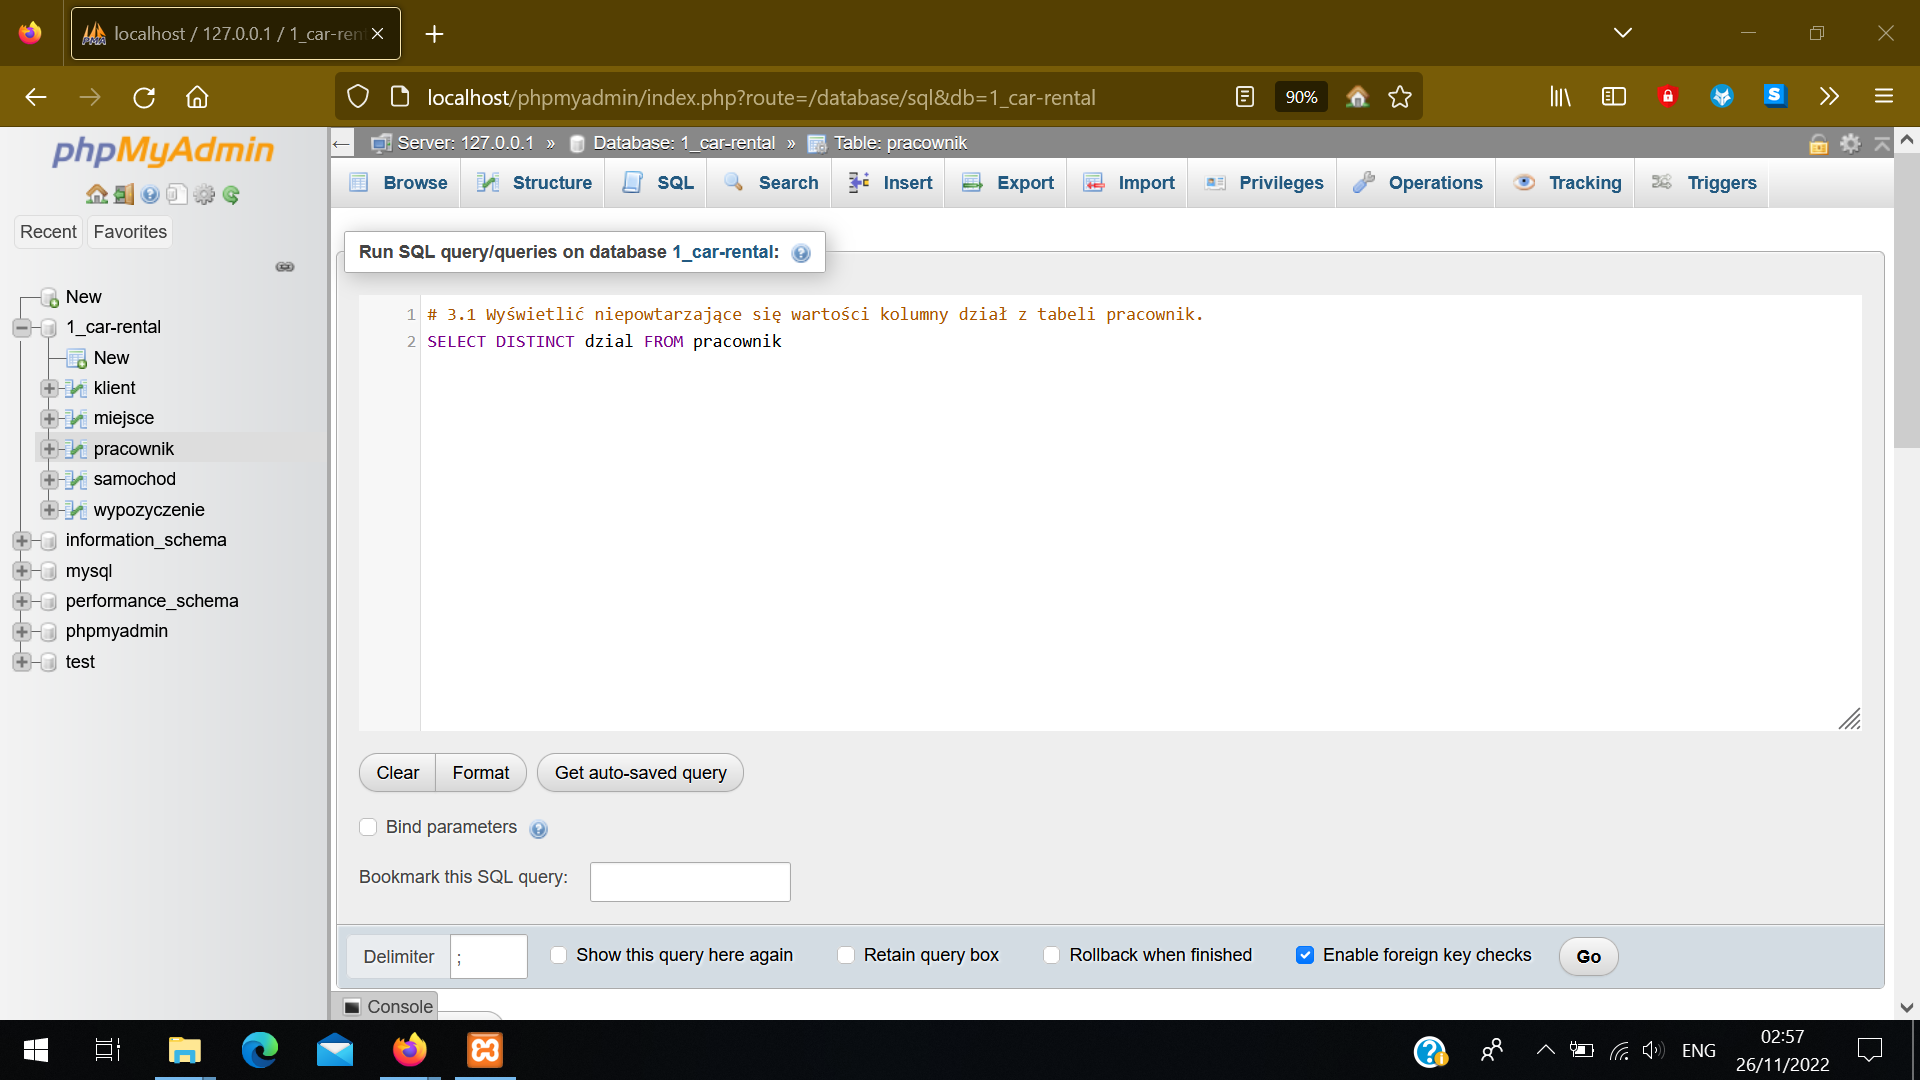 localhost / 127.0.0.1 / 1_car-ren
localhost/phpmyadmin/index.php?route=/database/sql&db=1_car-rental
90%
phpMyAdmin
Recent
Favorites
New
1_car-rental
New
klient
miejsce
pracownik
samochod
wypozyczenie
information_schema
mysql
performance_schema
phpmyadmin
test
Server: 127.0.0.1 » Database: 1_car-rental » Table: pracownik
Browse Structure SQL Search Insert Export Import Privileges Operations Tracking Triggers
Run SQL query/queries on database 1_car-rental:
1 # 3.1 Wyświetlić niepowtarzające się wartości kolumny dział z tabeli pracownik.
2 SELECT DISTINCT dzial FROM pracownik
Clear Format Get auto-saved query
Bind parameters
Bookmark this SQL query:
Delimiter ; Show this query here again Retain query box Rollback when finished Enable foreign key checks Go
Console
ENG
02:57
26/11/2022